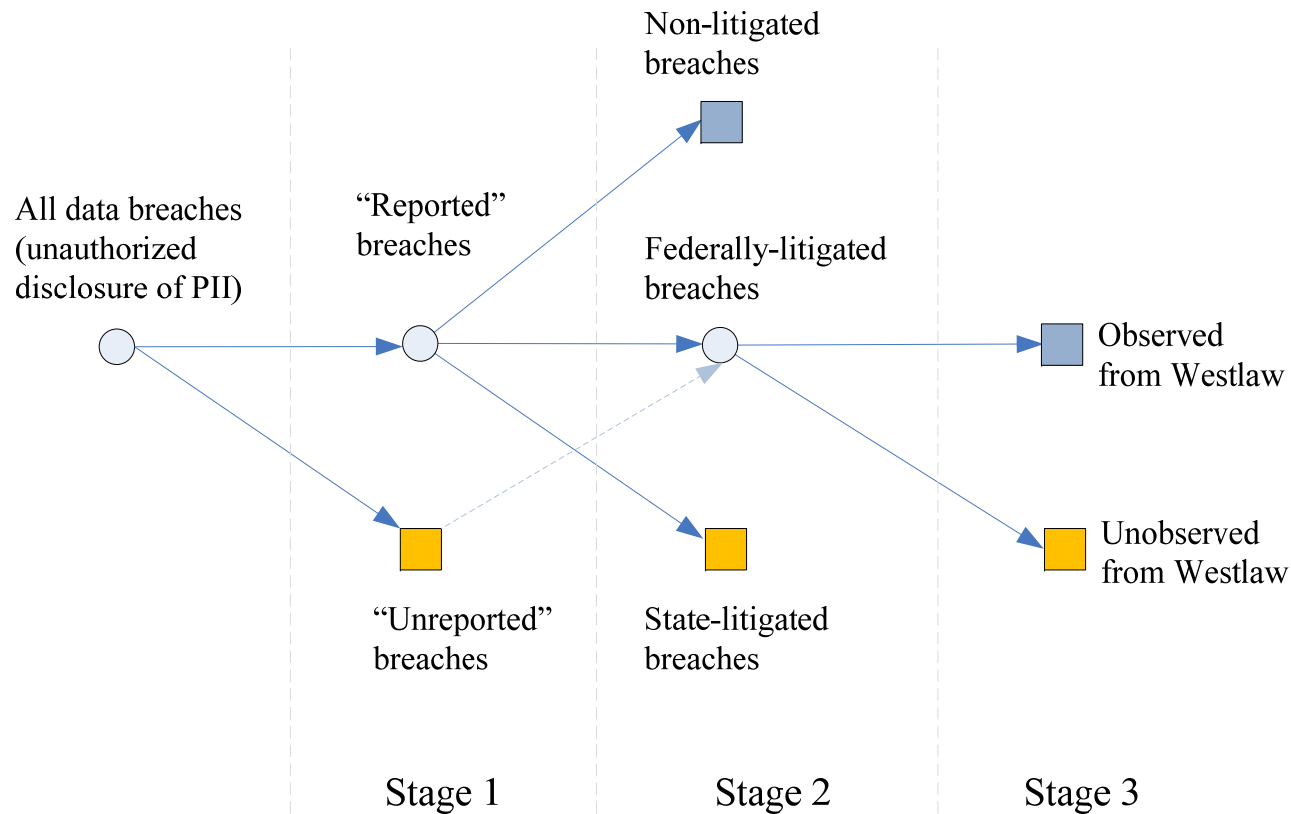 Non-litigated
breaches
All data breaches
(unauthorized
disclosure of PII)
“Reported”
breaches
Federally-litigated
breaches
Observed
from Westlaw
Unobserved
from Westlaw
“Unreported”
breaches
State-litigated
breaches
Stage 1
Stage 2
Stage 3